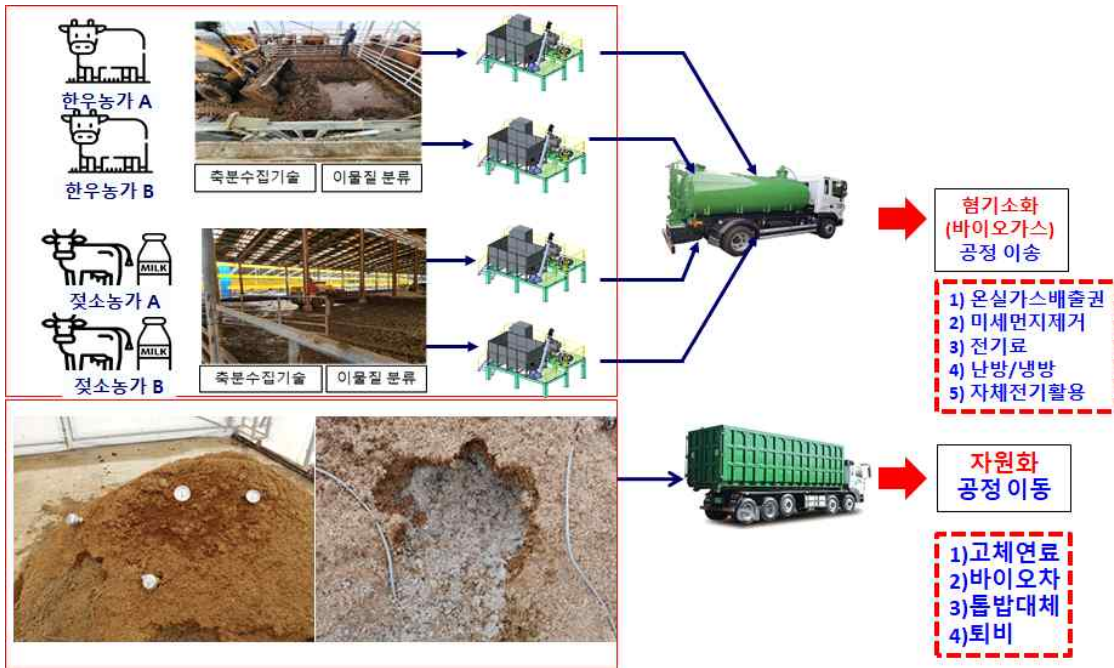 한우농가 A
한우농가 B
축분수집기술
이물질 분류
MILK
젖소농가 A
MILK
젖소농가 B
축분수집기술
이물질 분류
혐기소화
(바이오가스)
공정 이송
1) 온실가스배출권
2) 미세먼지제거
3) 전기료
4) 난방/냉방
5) 자체전기활용
자원화
공정 이동
1)고체연료
2)바이오차
3)톱밥대체
4)퇴비